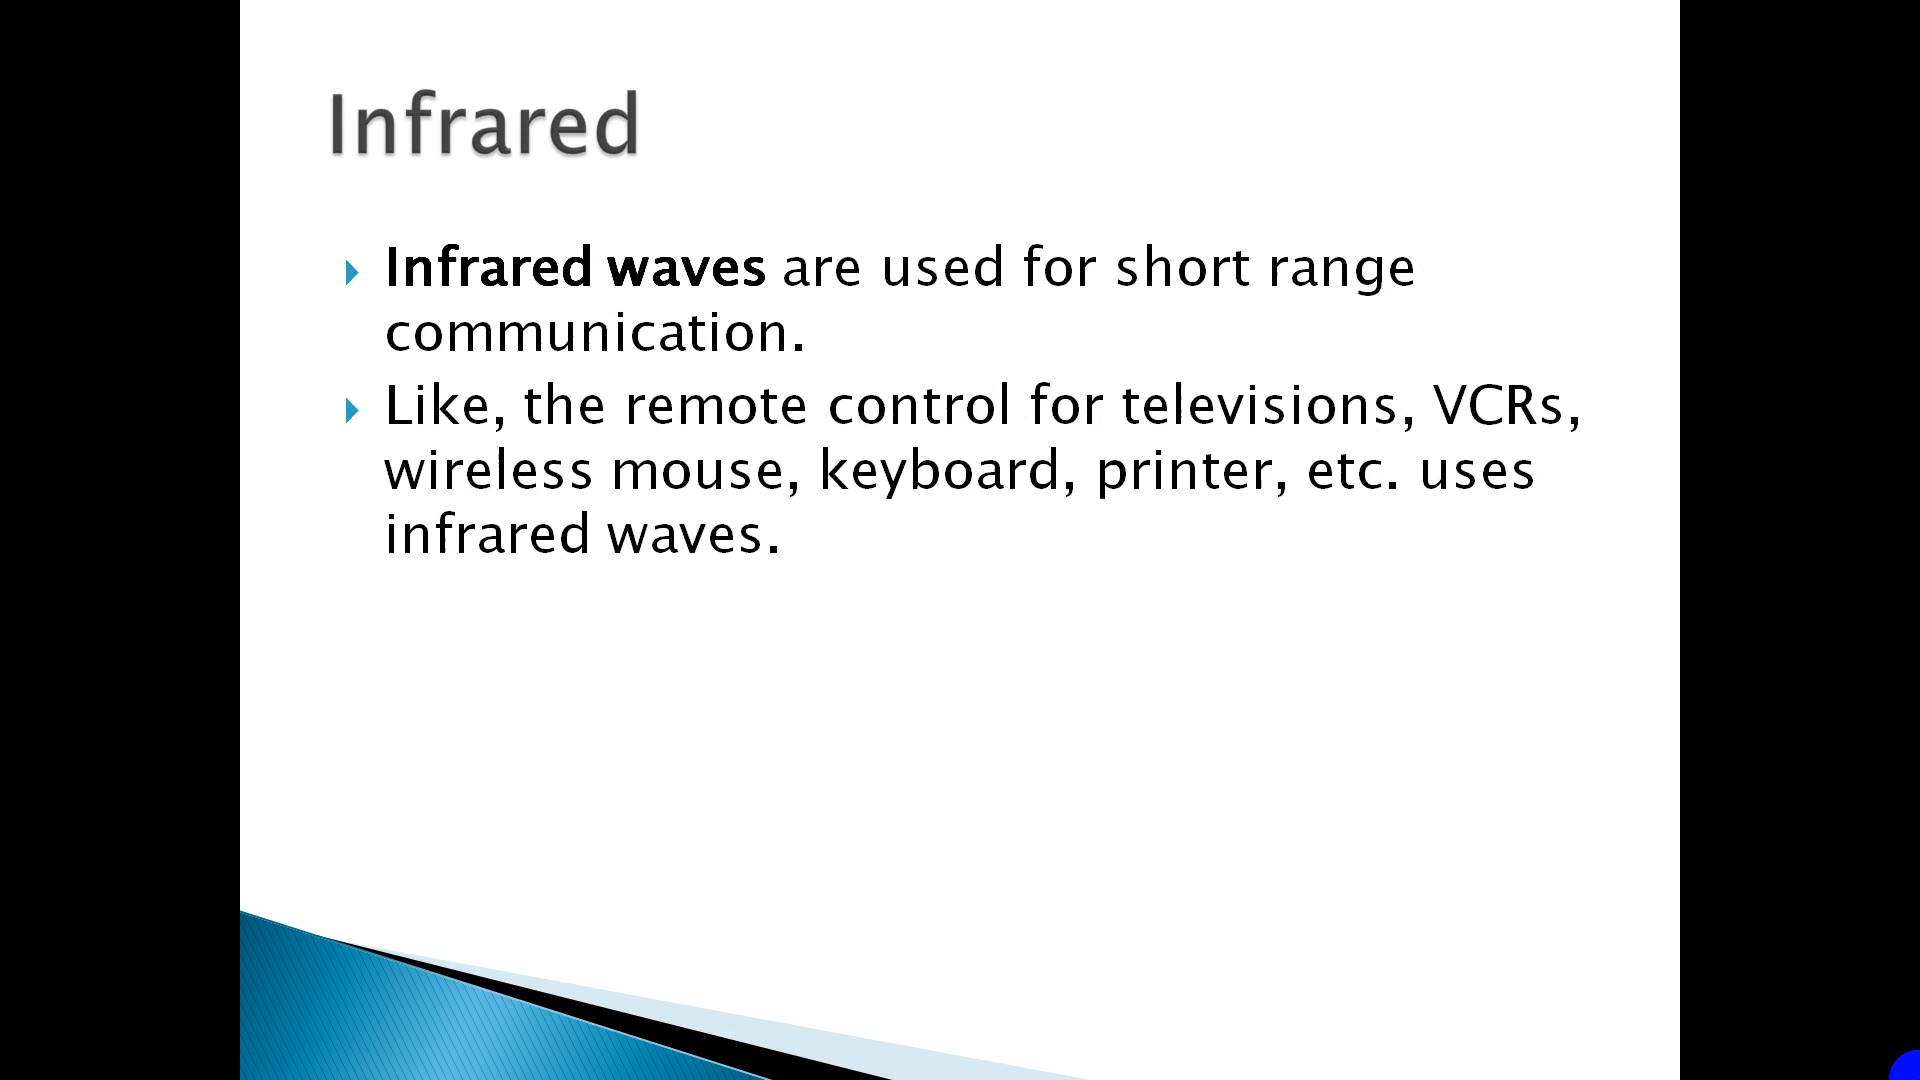 Infrared
Infrared waves are used for short range
communication.
Like, the remote control for televisions, VCRs,
wireless mouse, keyboard, printer, etc. uses
infrared waves.